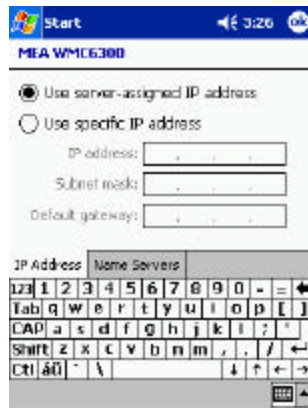 Start 3:26 ok
MEA WMC6300
Use server-assigned IP address
Use specific IP address
IP address:
Subnet mask:
Default gateway:
IP Address Name Servers
123 1 2 3 4 5 6 7 8 9 0 - =
Tab q w e r t y u i o p [ ]
CAP a s d f g h j k l ; '
Shift z x c v b n m , . /
Ctl áü ` \